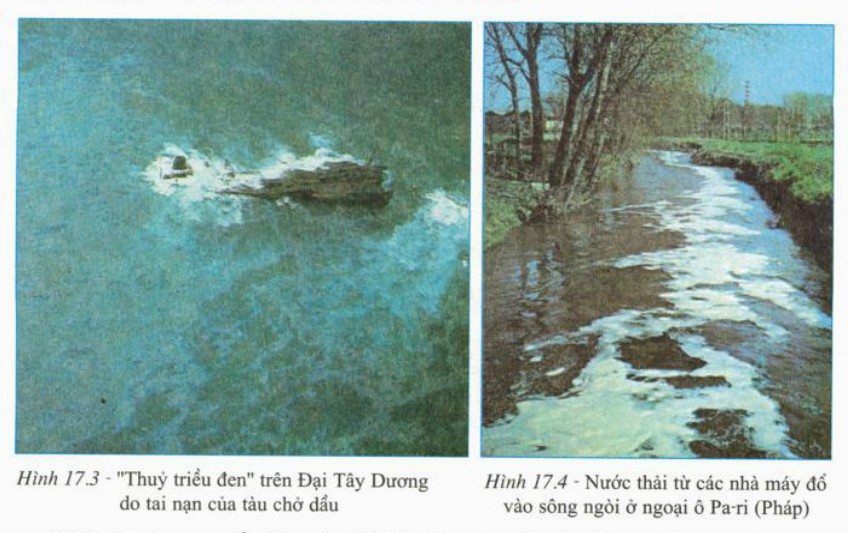 Hình 17.3 - "Thuỷ triều đen" trên Đại Tây Dương
do tai nạn của tàu chở dầu
Hình 17.4 - Nước thải từ các nhà máy đổ
vào sông ngòi ở ngoại ô Pa-ri (Pháp)